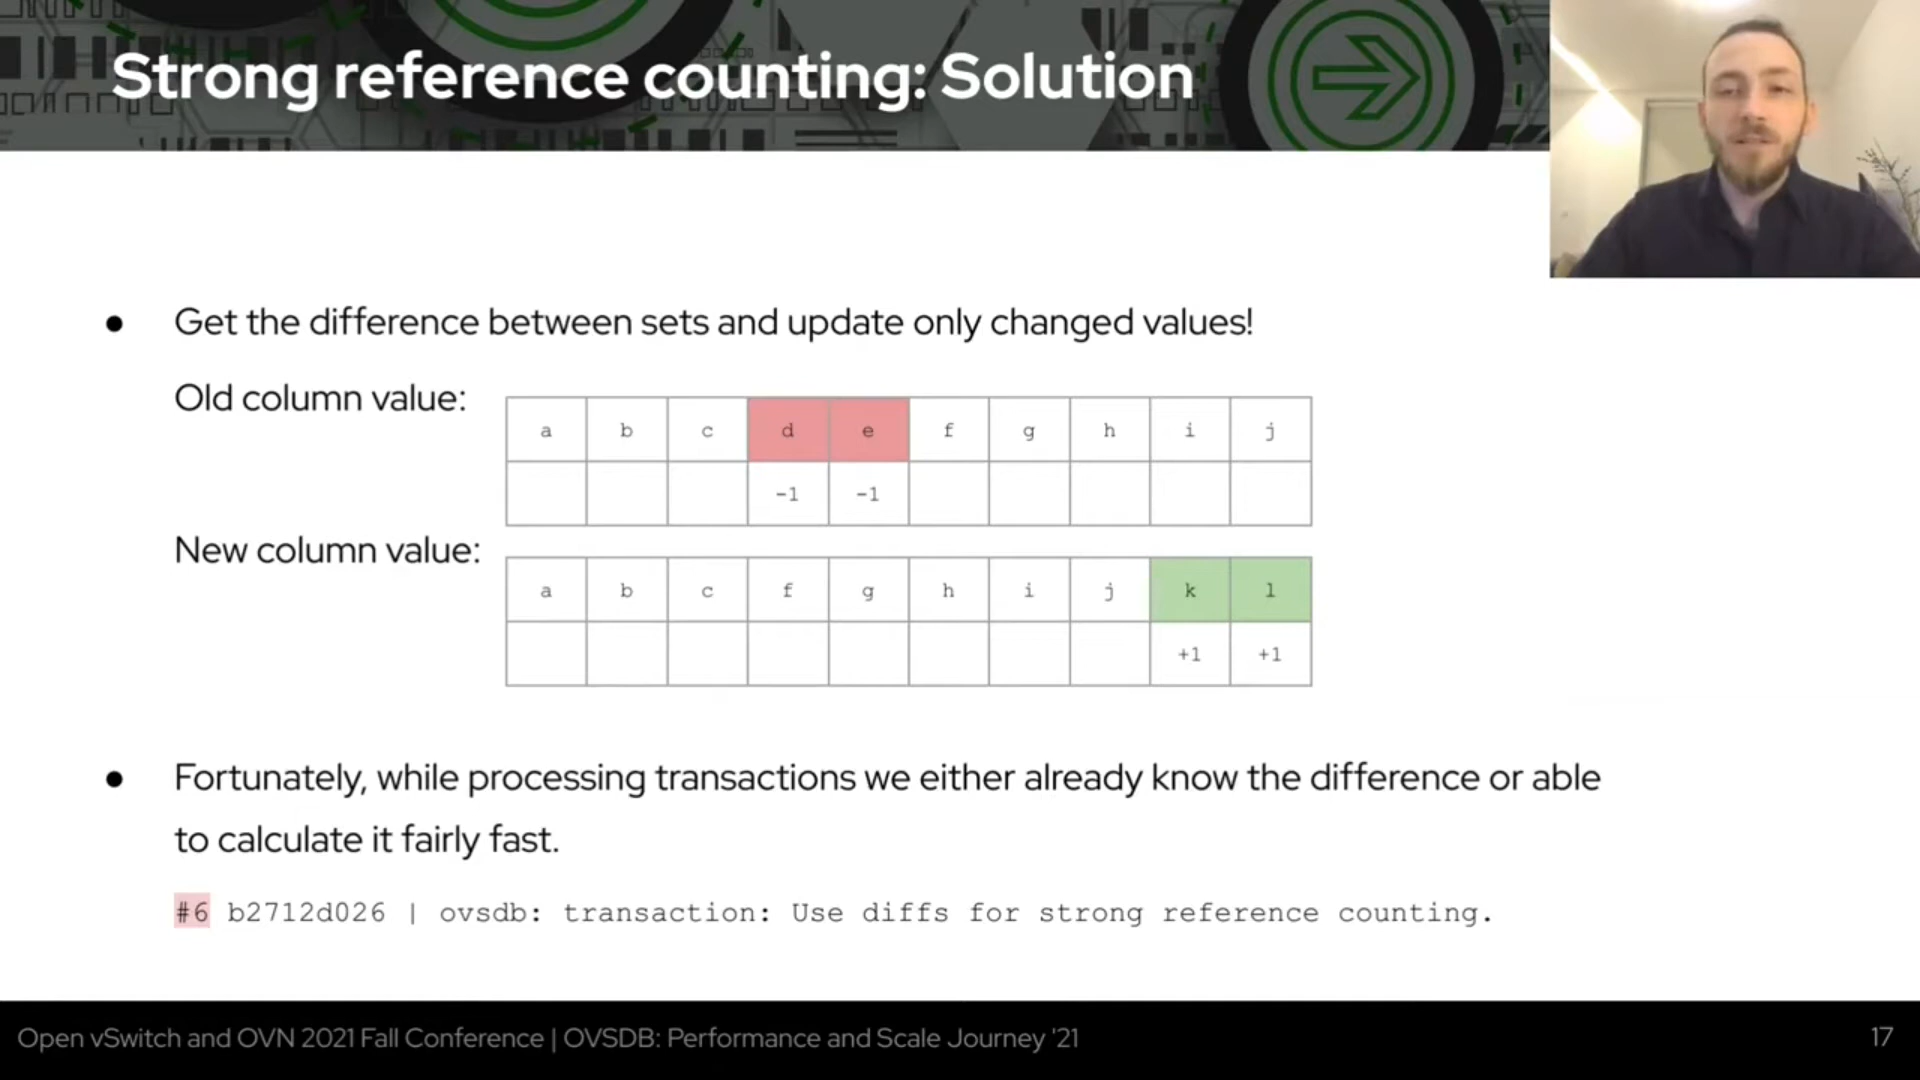 Strong reference counting: Solution
● Get the difference between sets and update only changed values!
Old column value:
a b c d e f g h i j
-1 -1
New column value:
a b c f g h i j k l
+1 +1
● Fortunately, while processing transactions we either already know the difference or able
to calculate it fairly fast.
#6 b2712d026 | ovsdb: transaction: Use diffs for strong reference counting.
Open vSwitch and OVN 2021 Fall Conference | OVSDB: Performance and Scale Journey '21
17